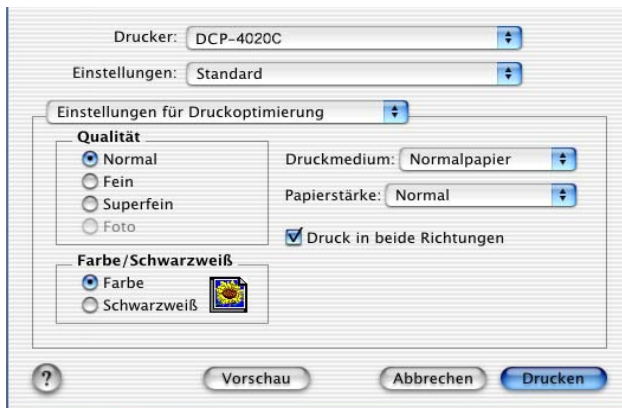 Drucker: DCP-4020C
Einstellungen: Standard
Einstellungen für Druckoptimierung
Qualität
Normal
Fein
Superfein
Foto
Druckmedium: Normalpapier
Papierstärke: Normal
Druck in beide Richtungen
Farbe/Schwarzweiß
Farbe
Schwarzweiß
?
Vorschau
Abbrechen
Drucken